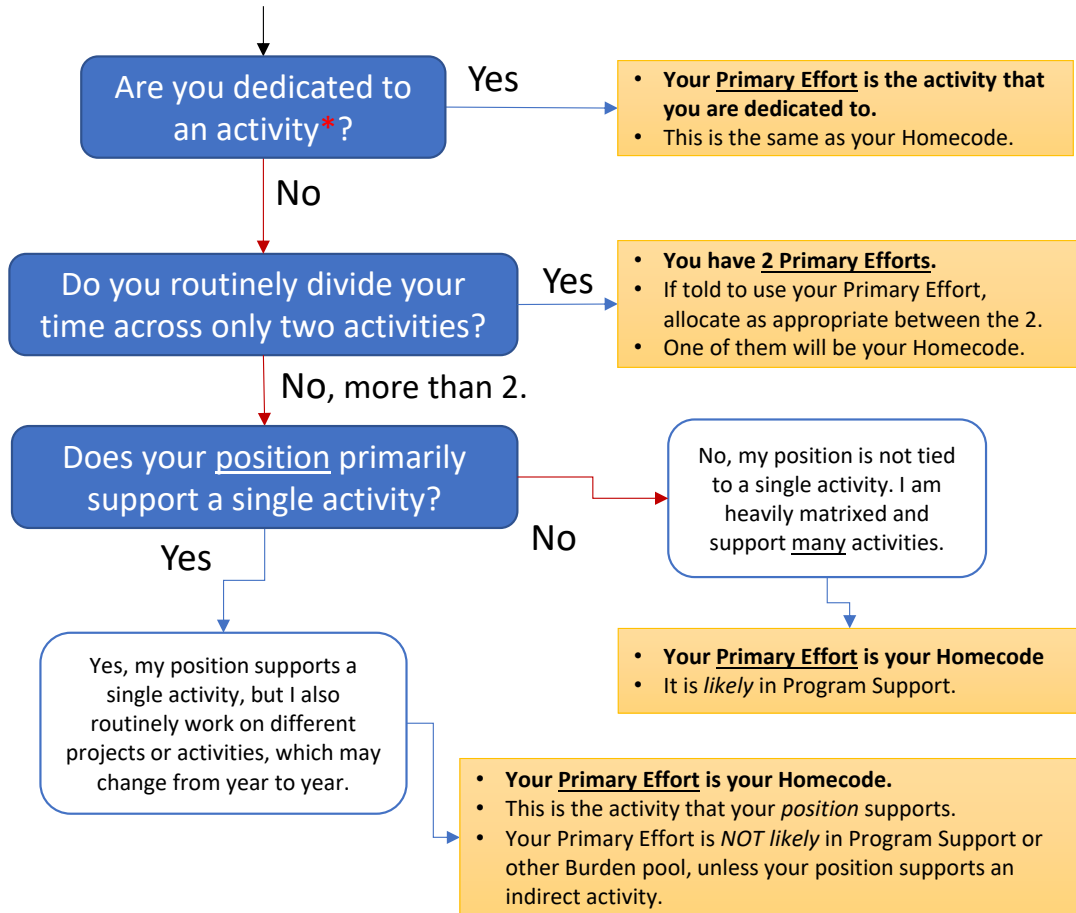 Are you dedicated to
an activity*?
Yes
• Your Primary Effort is the activity that
you are dedicated to.
• This is the same as your Homecode.
No
Do you routinely divide your
time across only two activities?
Yes
• You have 2 Primary Efforts.
• If told to use your Primary Effort,
allocate as appropriate between the 2.
• One of them will be your Homecode.
No, more than 2.
Does your position primarily
support a single activity?
No
No, my position is not tied
to a single activity. I am
heavily matrixed and
support many activities.
Yes
• Your Primary Effort is your Homecode
• It is likely in Program Support.
Yes, my position supports a
single activity, but I also
routinely work on different
projects or activities, which may
change from year to year.
• Your Primary Effort is your Homecode.
• This is the activity that your position supports.
• Your Primary Effort is NOT likely in Program Support or
other Burden pool, unless your position supports an
indirect activity.